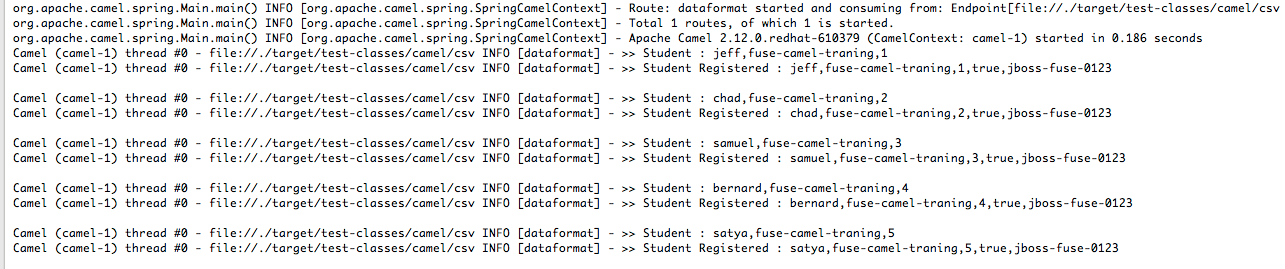 org.apache.camel.spring.Main.main() INFO [org.apache.camel.spring.SpringCamelContext] - Route: dataformat started and consuming from: Endpoint[file://./target/test-classes/camel/csv
org.apache.camel.spring.Main.main() INFO [org.apache.camel.spring.SpringCamelContext] - Total 1 routes, of which 1 is started.
org.apache.camel.spring.Main.main() INFO [org.apache.camel.spring.SpringCamelContext] - Apache Camel 2.12.0.redhat-610379 (CamelContext: camel-1) started in 0.186 seconds
Camel (camel-1) thread #0 - file://./target/test-classes/camel/csv INFO [dataformat] - >> Student : jeff,fuse-camel-traning,1
Camel (camel-1) thread #0 - file://./target/test-classes/camel/csv INFO [dataformat] - >> Student Registered : jeff,fuse-camel-traning,1,true,jboss-fuse-0123
Camel (camel-1) thread #0 - file://./target/test-classes/camel/csv INFO [dataformat] - >> Student : chad,fuse-camel-traning,2
Camel (camel-1) thread #0 - file://./target/test-classes/camel/csv INFO [dataformat] - >> Student Registered : chad,fuse-camel-traning,2,true,jboss-fuse-0123
Camel (camel-1) thread #0 - file://./target/test-classes/camel/csv INFO [dataformat] - >> Student : samuel,fuse-camel-traning,3
Camel (camel-1) thread #0 - file://./target/test-classes/camel/csv INFO [dataformat] - >> Student Registered : samuel,fuse-camel-traning,3,true,jboss-fuse-0123
Camel (camel-1) thread #0 - file://./target/test-classes/camel/csv INFO [dataformat] - >> Student : bernard,fuse-camel-traning,4
Camel (camel-1) thread #0 - file://./target/test-classes/camel/csv INFO [dataformat] - >> Student Registered : bernard,fuse-camel-traning,4,true,jboss-fuse-0123
Camel (camel-1) thread #0 - file://./target/test-classes/camel/csv INFO [dataformat] - >> Student : satya,fuse-camel-traning,5
Camel (camel-1) thread #0 - file://./target/test-classes/camel/csv INFO [dataformat] - >> Student Registered : satya,fuse-camel-traning,5,true,jboss-fuse-0123